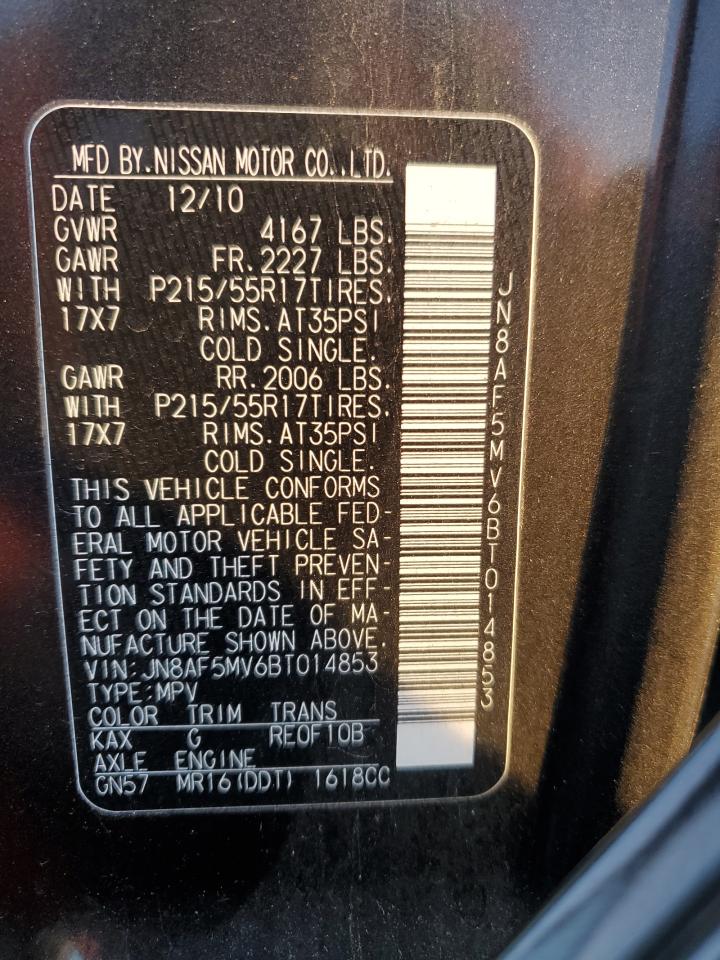 MFD BY.NISSAN MOTOR CO.,LTD.
DATE 12/10
GVWR 4167 LBS.
GAWR FR.2227 LBS.
WITH P215/55R17TIRES.
17X7 RIMS.AT35PSI
COLD SINGLE.
GAWR RR.2006 LBS.
WITH P215/55R17TIRES.
17X7 RIMS.AT35PSI
COLD SINGLE.
THIS VEHICLE CONFORMS
TO ALL APPLICABLE FED-
ERAL MOTOR VEHICLE SA-
FETY AND THEFT PREVEN-
TION STANDARDS IN EFF-
ECT ON THE DATE OF MA-
NUFACTURE SHOWN ABOVE.
VIN:JN8AF5MV6BT014853
TYPE:MPV
COLOR TRIM TRANS
KAX G RE0F10B
AXLE ENGINE
GN57 MR16(DDT) 1618CC
JN8AF5MV6BT014853